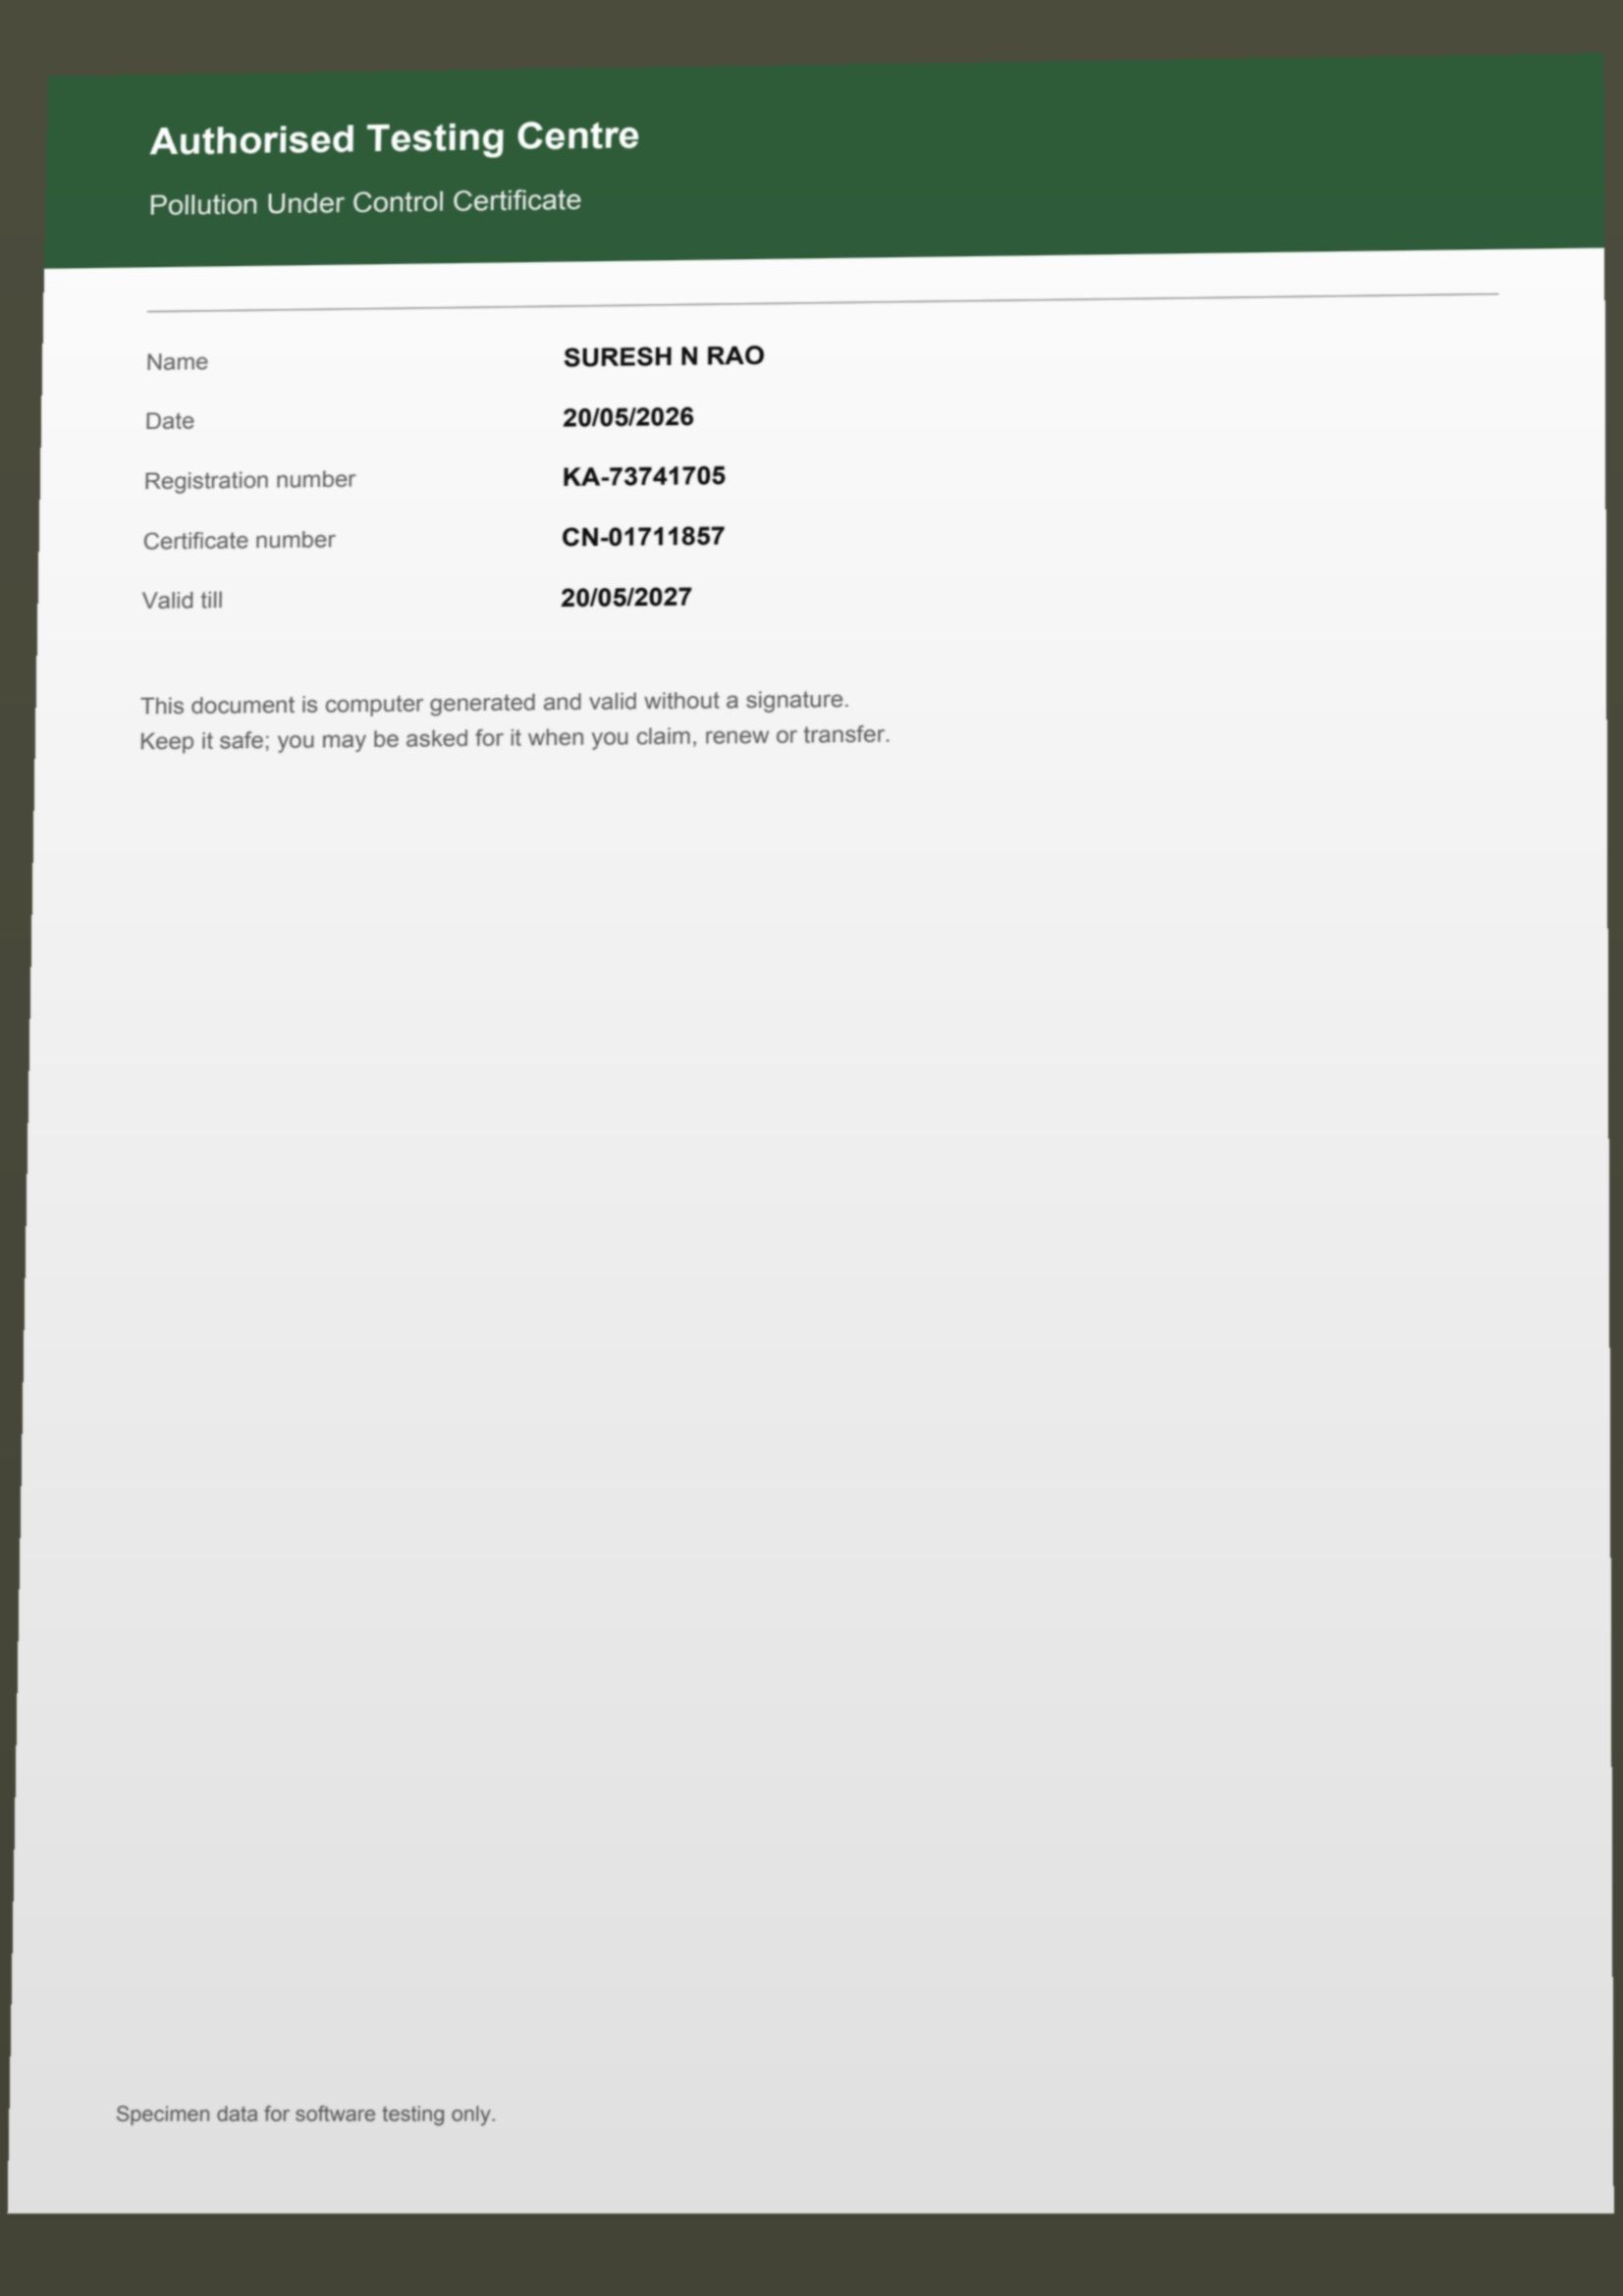 Authorised Testing Centre
Pollution Under Control Certificate
Name SURESH N RAO
Date 20/05/2026
Registration number KA-73741705
Certificate number CN-01711857
Valid till 20/05/2027
This document is computer generated and valid without a signature.
Keep it safe; you may be asked for it when you claim, renew or transfer.
Specimen data for software testing only.